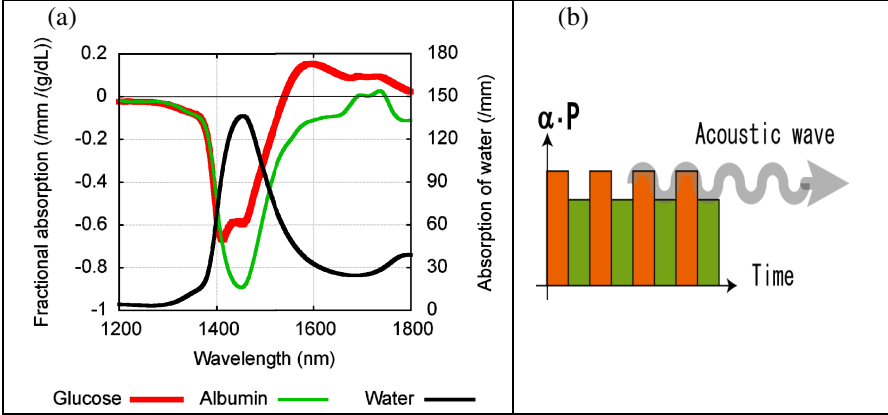 (a)
(b)
Fractional absorption (/mm /(g/dL))
0.2
0
-0.2
-0.4
-0.6
-0.8
-1
180
150
120
90
60
30
0
Absorption of water (/mm)
1200 1400 1600 1800
Wavelength (nm)
Glucose Albumin Water
α·P
Acoustic wave
Time